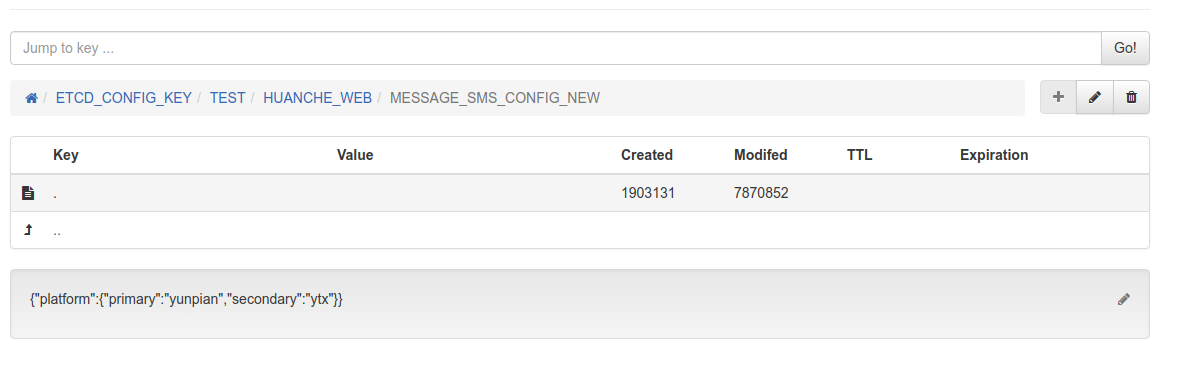 Jump to key ... Go!
ETCD_CONFIG_KEY / TEST / HUANCHE_WEB / MESSAGE_SMS_CONFIG_NEW
Key Value Created Modifed TTL Expiration
. 1903131 7870852
..
{"platform":{"primary":"yunpian","secondary":"ytx"}}